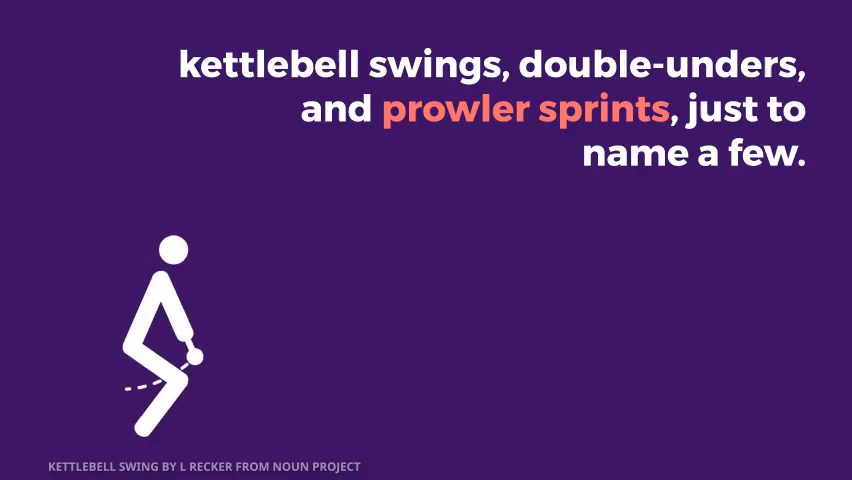 kettlebell swings, double-unders,
and prowler sprints, just to
name a few.
KETTLEBELL SWING BY L RECKER FROM NOUN PROJECT